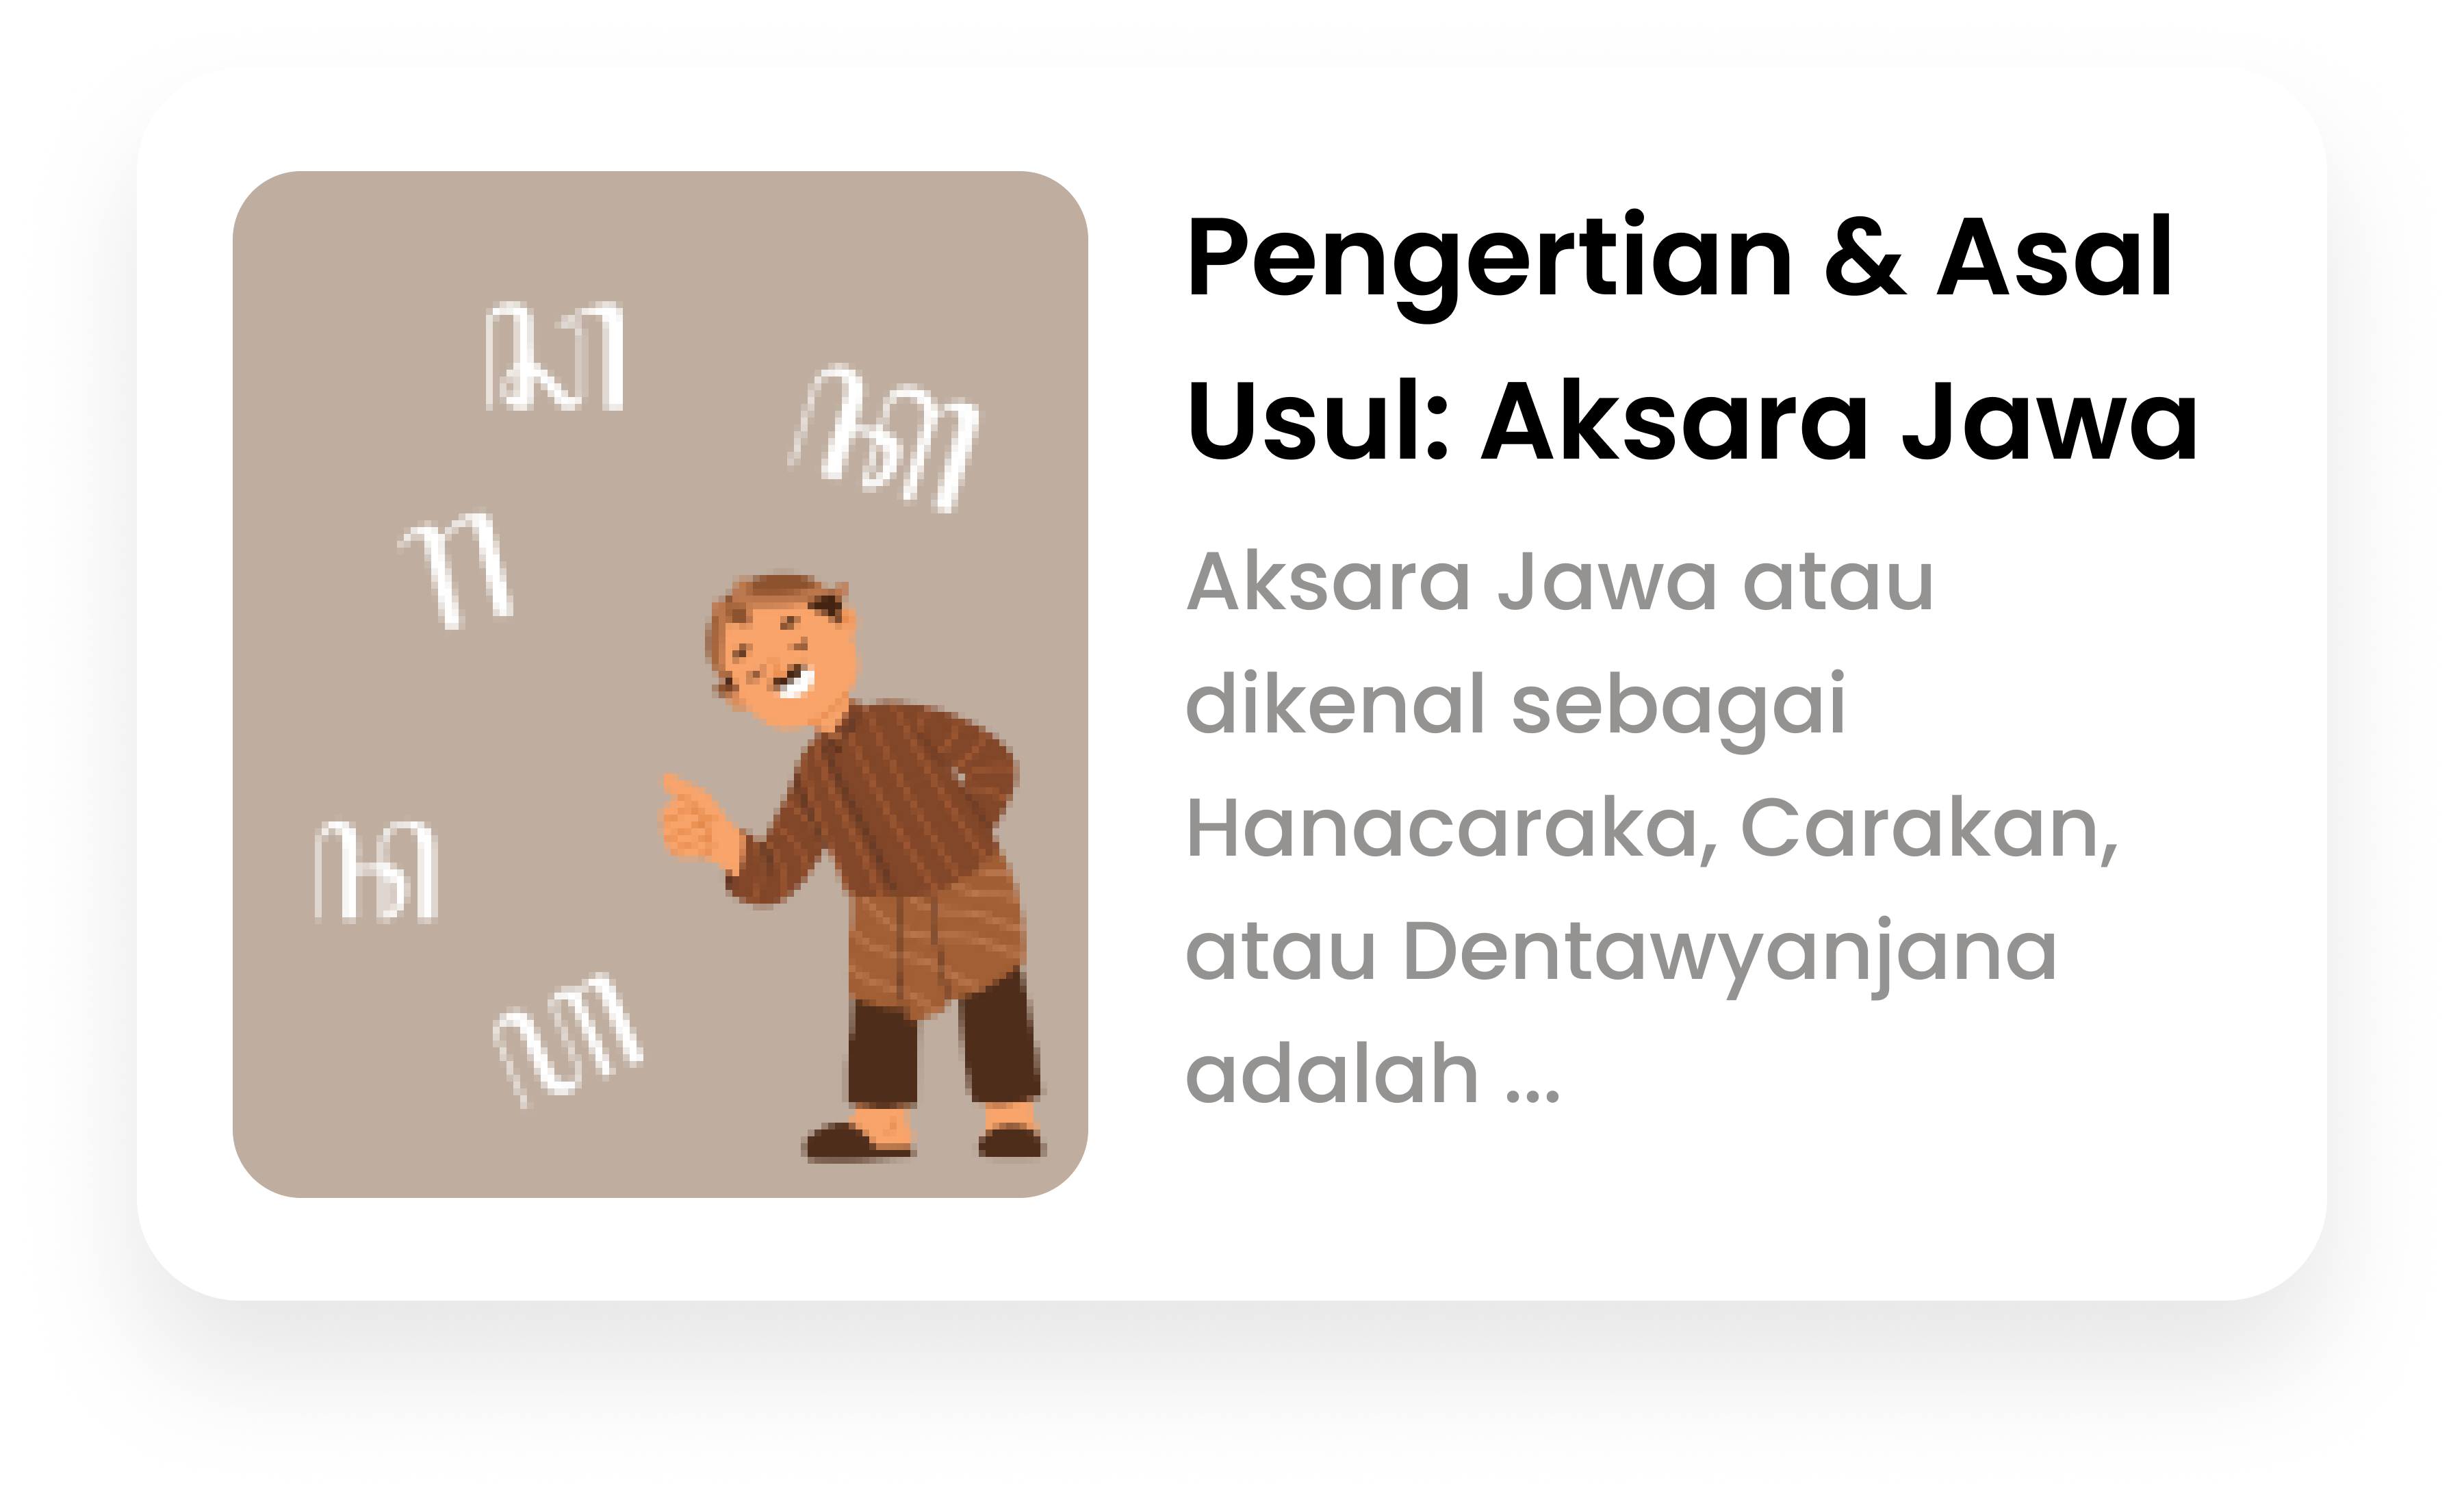 ꦤ
ꦏ
ꦫ
ꦕ
ꦲ
Pengertian & Asal
Usul: Aksara Jawa
Aksara Jawa atau
dikenal sebagai
Hanacaraka, Carakan,
atau Dentawyanjana
adalah ...